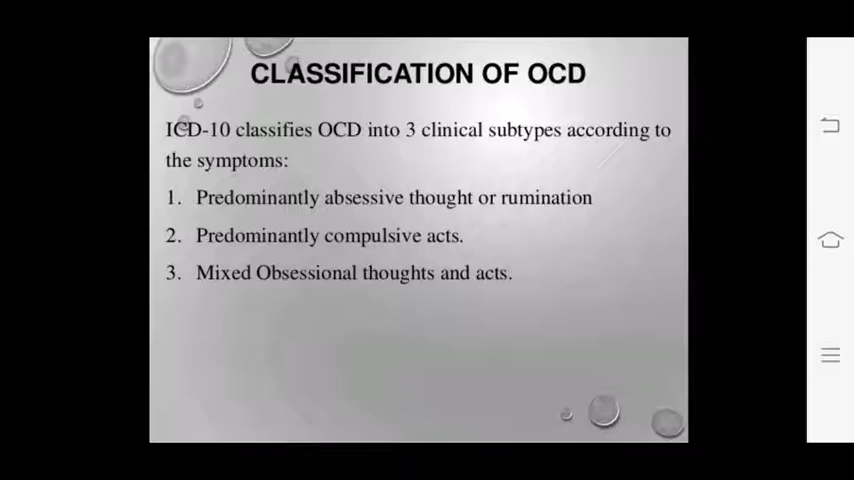 CLASSIFICATION OF OCD
ICD-10 classifies OCD into 3 clinical subtypes according to
the symptoms:
1. Predominantly absessive thought or rumination
2. Predominantly compulsive acts.
3. Mixed Obsessional thoughts and acts.